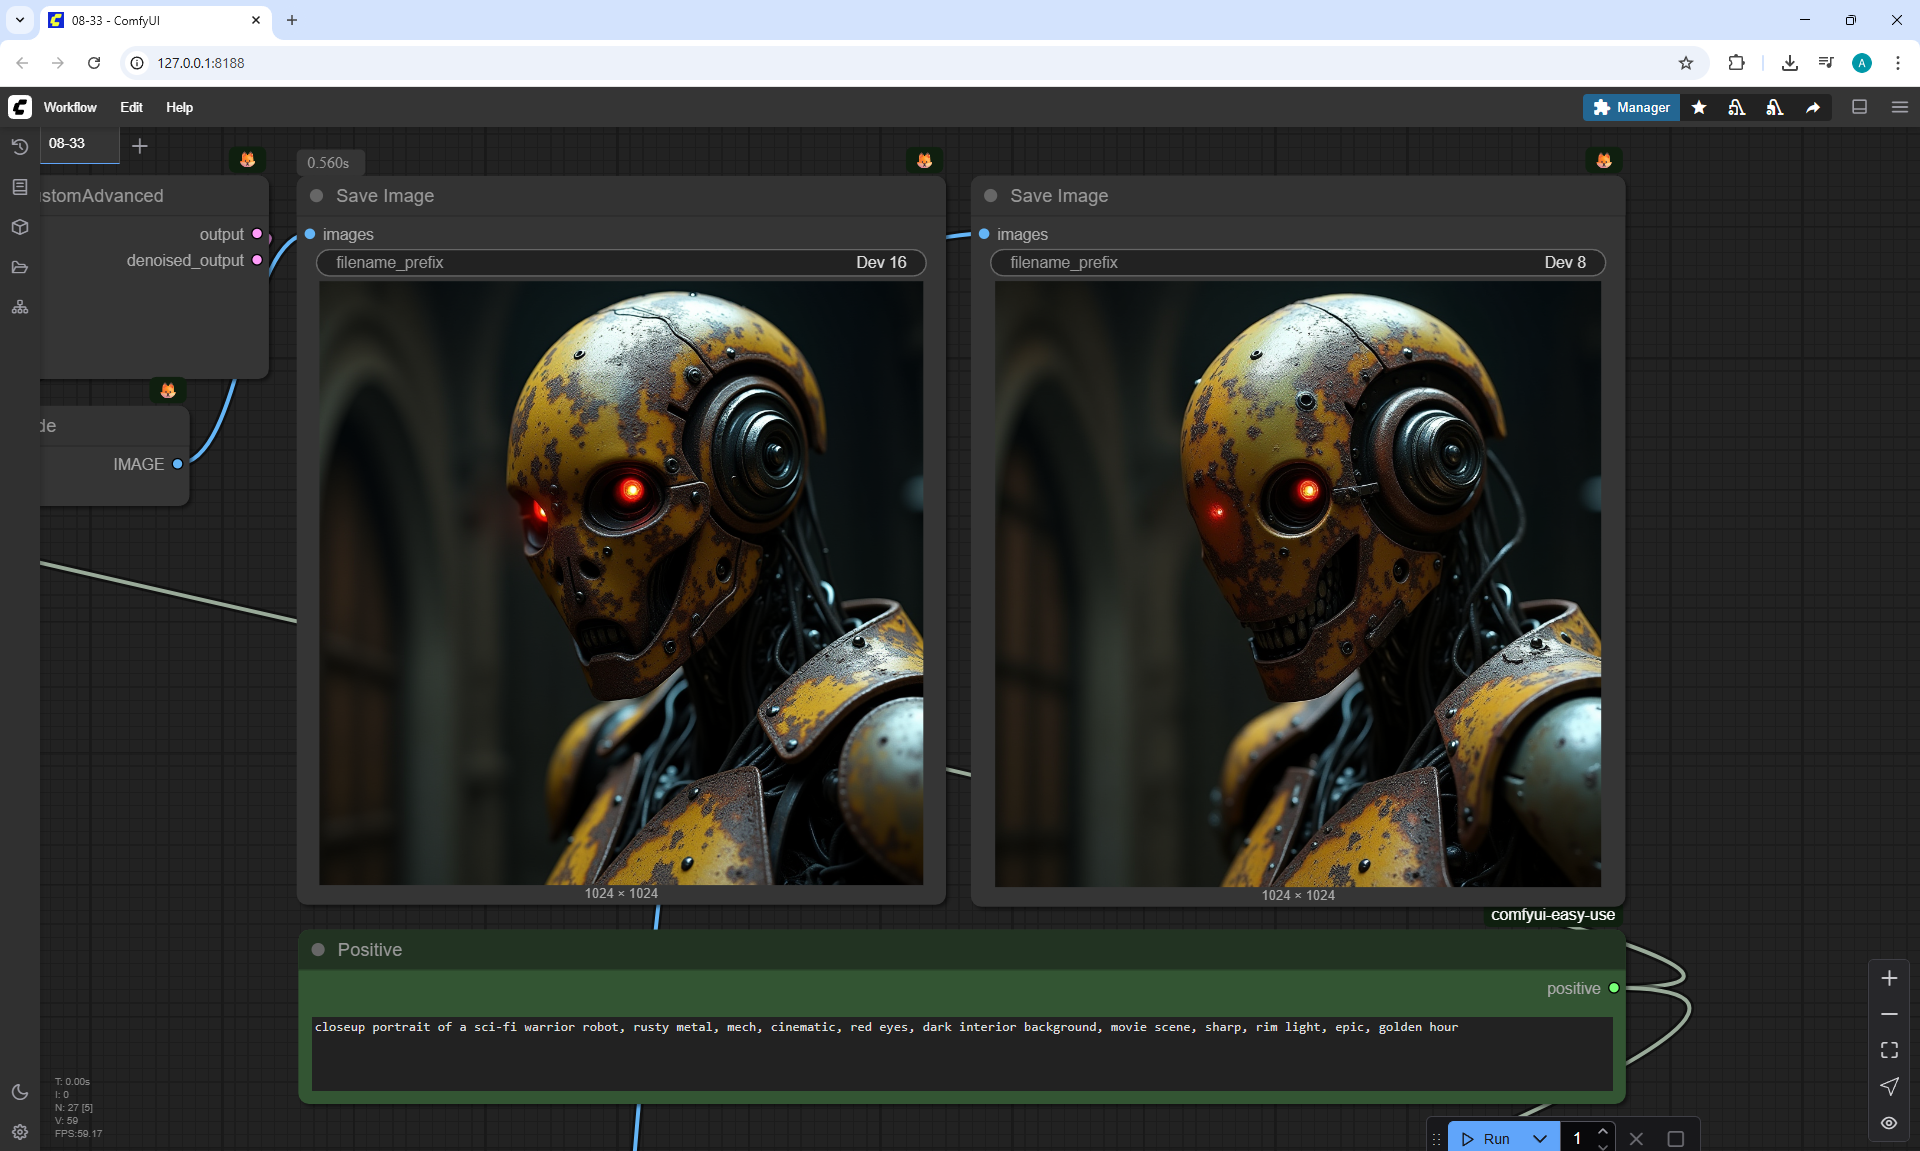 08-33 - ComfyUI
127.0.0.1:8188
A
Workflow Edit Help
Manager
08-33
0.560s
stomAdvanced
output
denoised_output
de
IMAGE
Save Image
images
filename_prefix Dev 16
1024 × 1024
Save Image
images
filename_prefix Dev 8
1024 × 1024
comfyui-easy-use
Positive
positive
closeup portrait of a sci-fi warrior robot, rusty metal, mech, cinematic, red eyes, dark interior background, movie scene, sharp, rim light, epic, golden hour
T: 0.00s
I: 0
N: 27 [5]
V: 59
FPS:59.17
Run 1